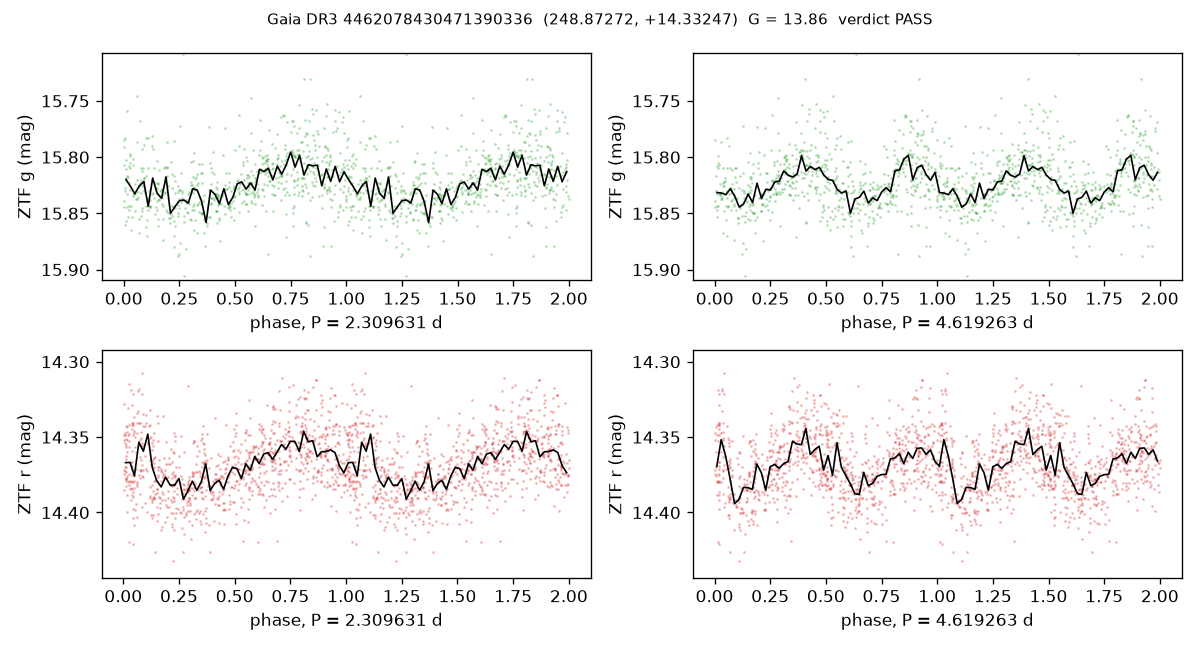 Gaia DR3 4462078430471390336 (248.87272, +14.33247) G = 13.86 verdict PASS
ZTF g (mag)
15.75
15.80
15.85
15.90
0.00 0.25 0.50 0.75 1.00 1.25 1.50 1.75 2.00
phase, P = 2.309631 d
ZTF g (mag)
15.75
15.80
15.85
15.90
0.00 0.25 0.50 0.75 1.00 1.25 1.50 1.75 2.00
phase, P = 4.619263 d
ZTF r (mag)
14.30
14.35
14.40
0.00 0.25 0.50 0.75 1.00 1.25 1.50 1.75 2.00
phase, P = 2.309631 d
ZTF r (mag)
14.30
14.35
14.40
0.00 0.25 0.50 0.75 1.00 1.25 1.50 1.75 2.00
phase, P = 4.619263 d